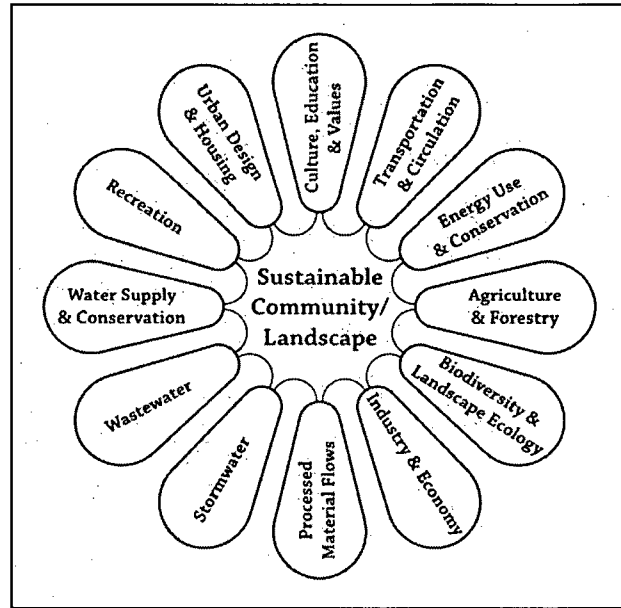 Culture, Education
& Values
Transportation
& Circulation
Energy Use
& Conservation
Agriculture
& Forestry
Biodiversity &
Landscape Ecology
Industry & Economy
Processed
Material Flows
Stormwater
Wastewater
Water Supply
& Conservation
Recreation
Urban Design
& Housing
Sustainable
Community/
Landscape